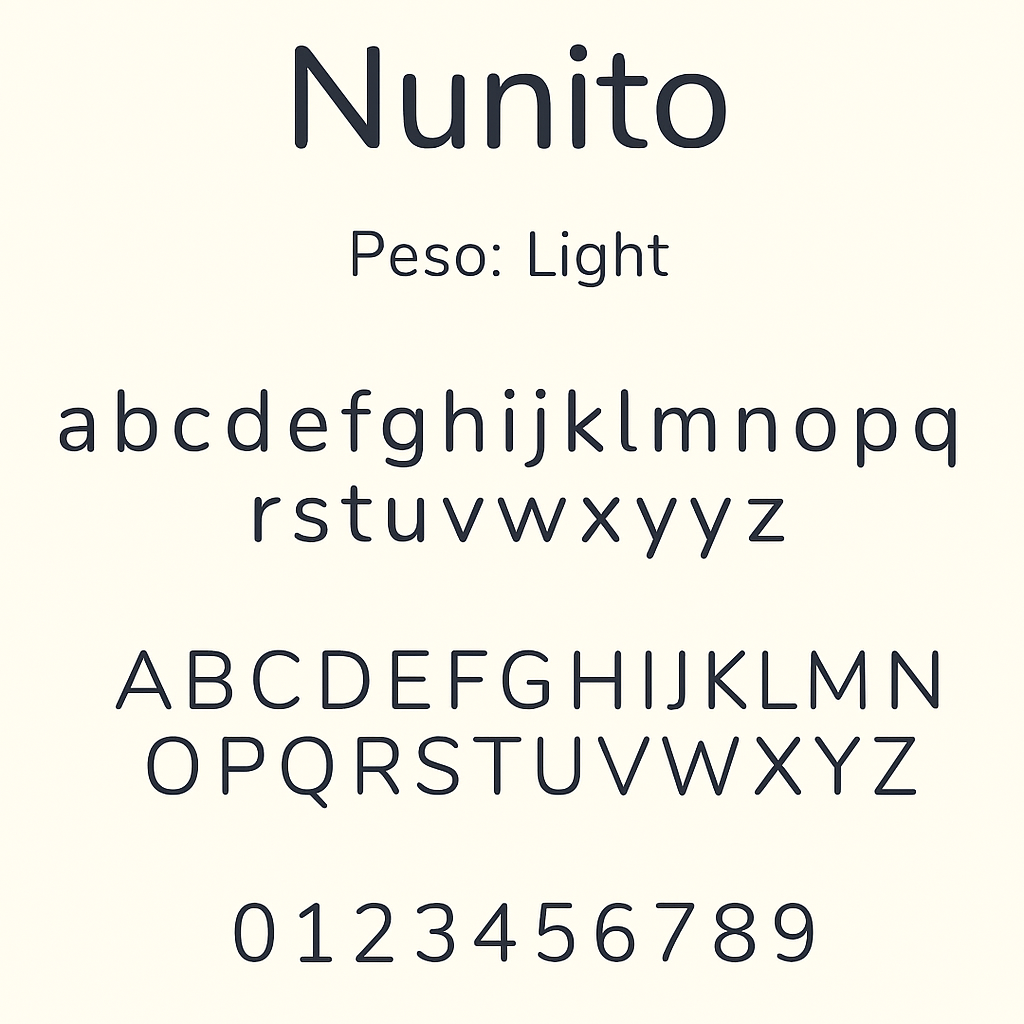 Nunito
Peso: Light
abcdefghijklmnopq
rstuvwxyyz
ABCDEFGHIJKLMN
OPQRSTUVWXYZ
0123456789